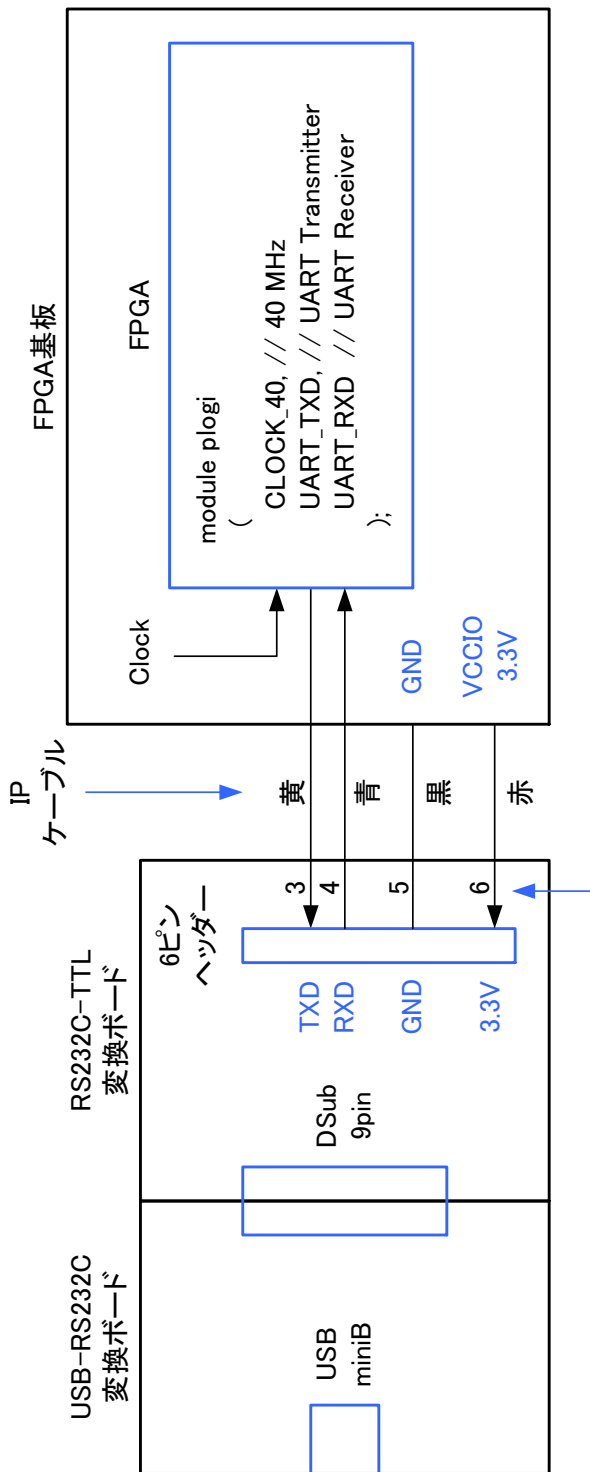 USB-RS232C
変換ボード
USB
miniB
RS232C-TTL
変換ボード
DSub
9pin
6ピン
ヘッダー
TXD
RXD
GND
3.3V
3
4
5
6
IP
ケーブル
黄
青
黒
赤
FPGA基板
Clock
GND
VCCIO
3.3V
FPGA
module plogi
(
CLOCK_40, // 40 MHz
UART_TXD, // UART Transmitter
UART_RXD // UART Receiver
);